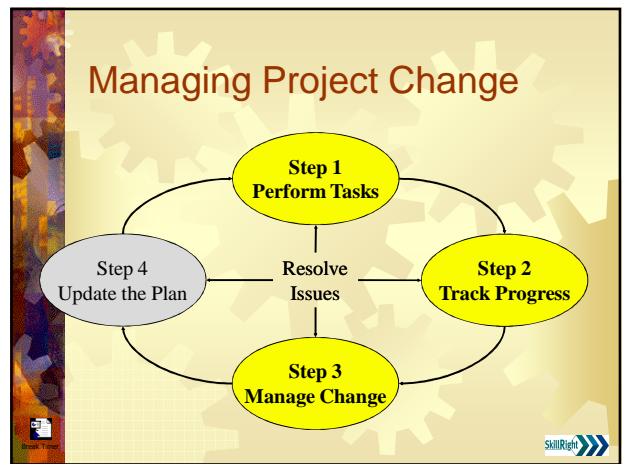 Managing Project Change
Step 1
Perform Tasks
Step 4
Update the Plan
Resolve
Issues
Step 2
Track Progress
Step 3
Manage Change
Break Timer
SkillRight